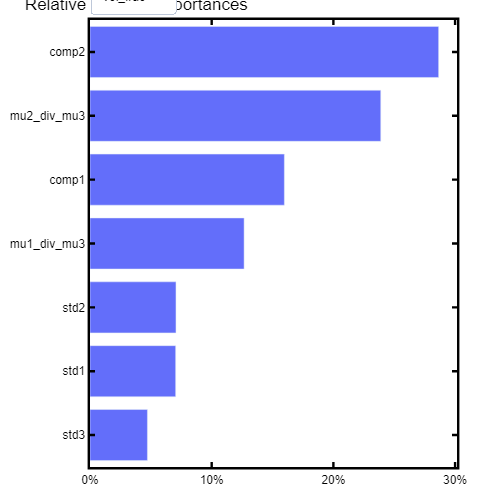 Relative portances
comp2
mu2_div_mu3
comp1
mu1_div_mu3
std2
std1
std3
0% 10% 20% 30%